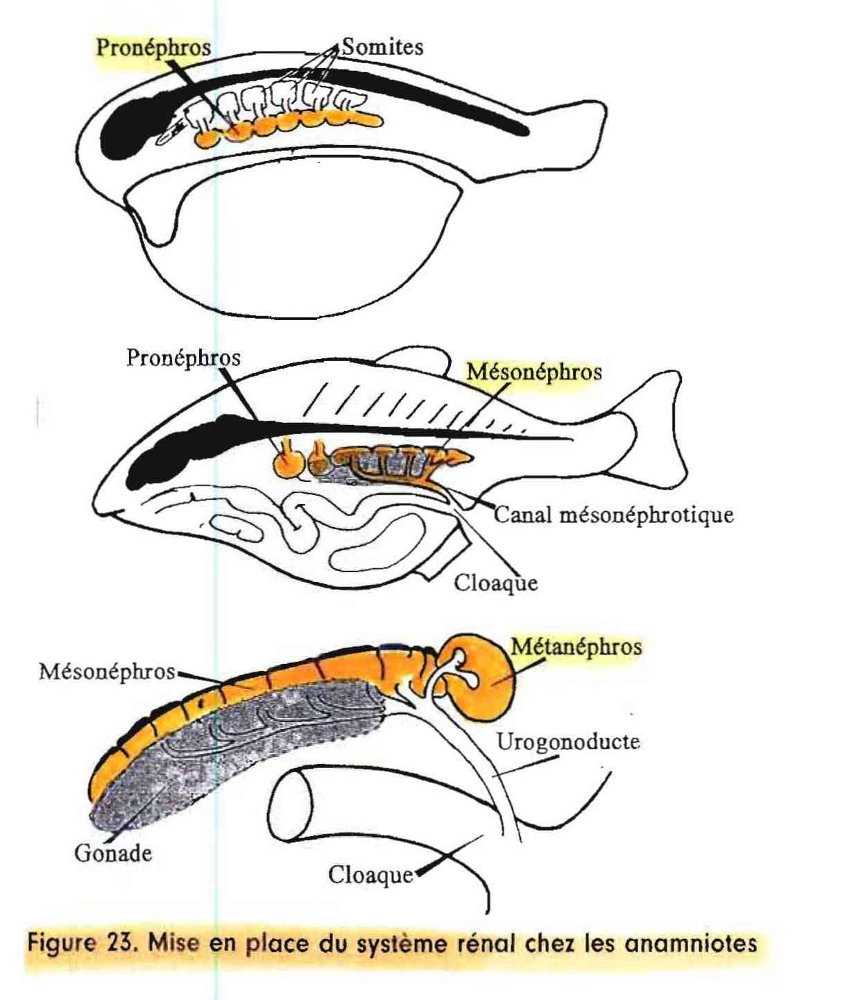 Pronéphros
Somites
Pronéphros
Mésonéphros
Canal mésonéphrotique
Cloaque
Métanéphros
Mésonéphros
Urogonoducte
Gonade
Cloaque
Figure 23. Mise en place du système rénal chez les anamniotes